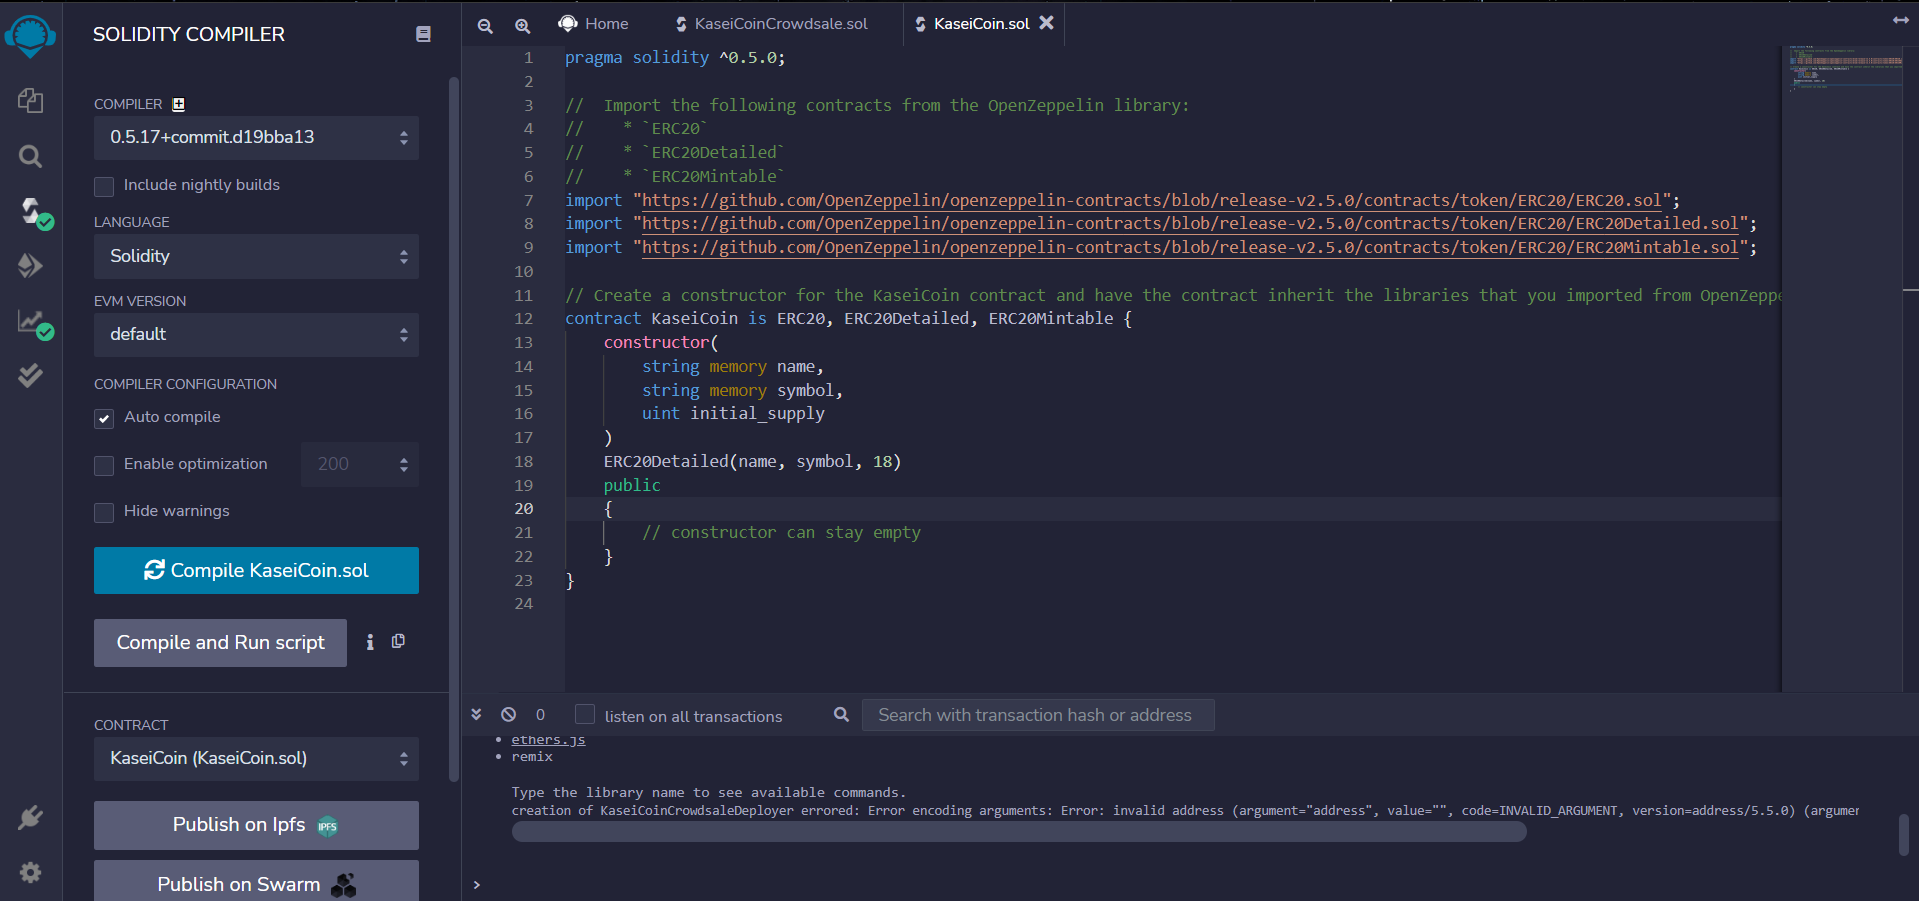 SOLIDITY COMPILER
COMPILER
0.5.17+commit.d19bba13
Include nightly builds
LANGUAGE
Solidity
EVM VERSION
default
COMPILER CONFIGURATION
Auto compile
Enable optimization
200
Hide warnings
Compile KaseiCoin.sol
Compile and Run script
CONTRACT
KaseiCoin (KaseiCoin.sol)
Publish on Ipfs
IPFS
Publish on Swarm
Home
KaseiCoinCrowdsale.sol
KaseiCoin.sol
1 pragma solidity ^0.5.0;
2
3 //  Import the following contracts from the OpenZeppelin library:
4 //    * `ERC20`
5 //    * `ERC20Detailed`
6 //    * `ERC20Mintable`
7 import "https://github.com/OpenZeppelin/openzeppelin-contracts/blob/release-v2.5.0/contracts/token/ERC20/ERC20.sol";
8 import "https://github.com/OpenZeppelin/openzeppelin-contracts/blob/release-v2.5.0/contracts/token/ERC20/ERC20Detailed.sol";
9 import "https://github.com/OpenZeppelin/openzeppelin-contracts/blob/release-v2.5.0/contracts/token/ERC20/ERC20Mintable.sol";
10
11 // Create a constructor for the KaseiCoin contract and have the contract inherit the libraries that you imported from OpenZeppe
12 contract KaseiCoin is ERC20, ERC20Detailed, ERC20Mintable {
13     constructor(
14         string memory name,
15         string memory symbol,
16         uint initial_supply
17     )
18     ERC20Detailed(name, symbol, 18)
19     public
20     {
21         // constructor can stay empty
22     }
23 }
24
0
listen on all transactions
Search with transaction hash or address
• ethers.js
• remix
Type the library name to see available commands.
creation of KaseiCoinCrowdsaleDeployer errored: Error encoding arguments: Error: invalid address (argument="address", value="", code=INVALID_ARGUMENT, version=address/5.5.0) (argumen
>